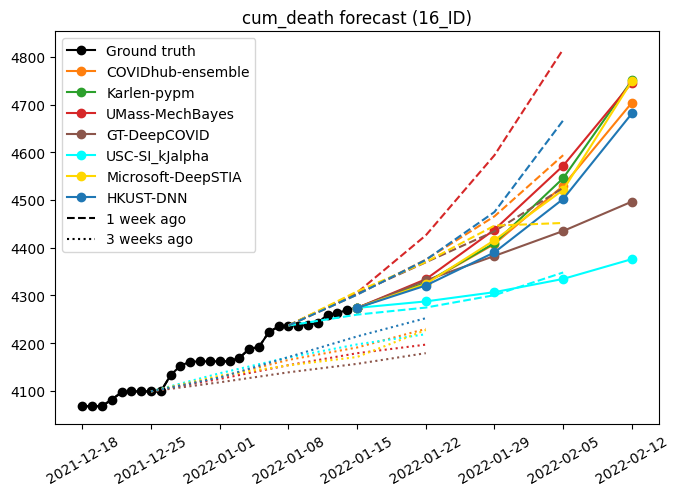 cum_death forecast (16_ID)
Ground truth
COVIDhub-ensemble
Karlen-pypm
UMass-MechBayes
GT-DeepCOVID
USC-SI_kJalpha
Microsoft-DeepSTIA
HKUST-DNN
1 week ago
3 weeks ago
4800
4700
4600
4500
4400
4300
4200
4100
2021-12-18
2021-12-25
2022-01-01
2022-01-08
2022-01-15
2022-01-22
2022-01-29
2022-02-05
2022-02-12